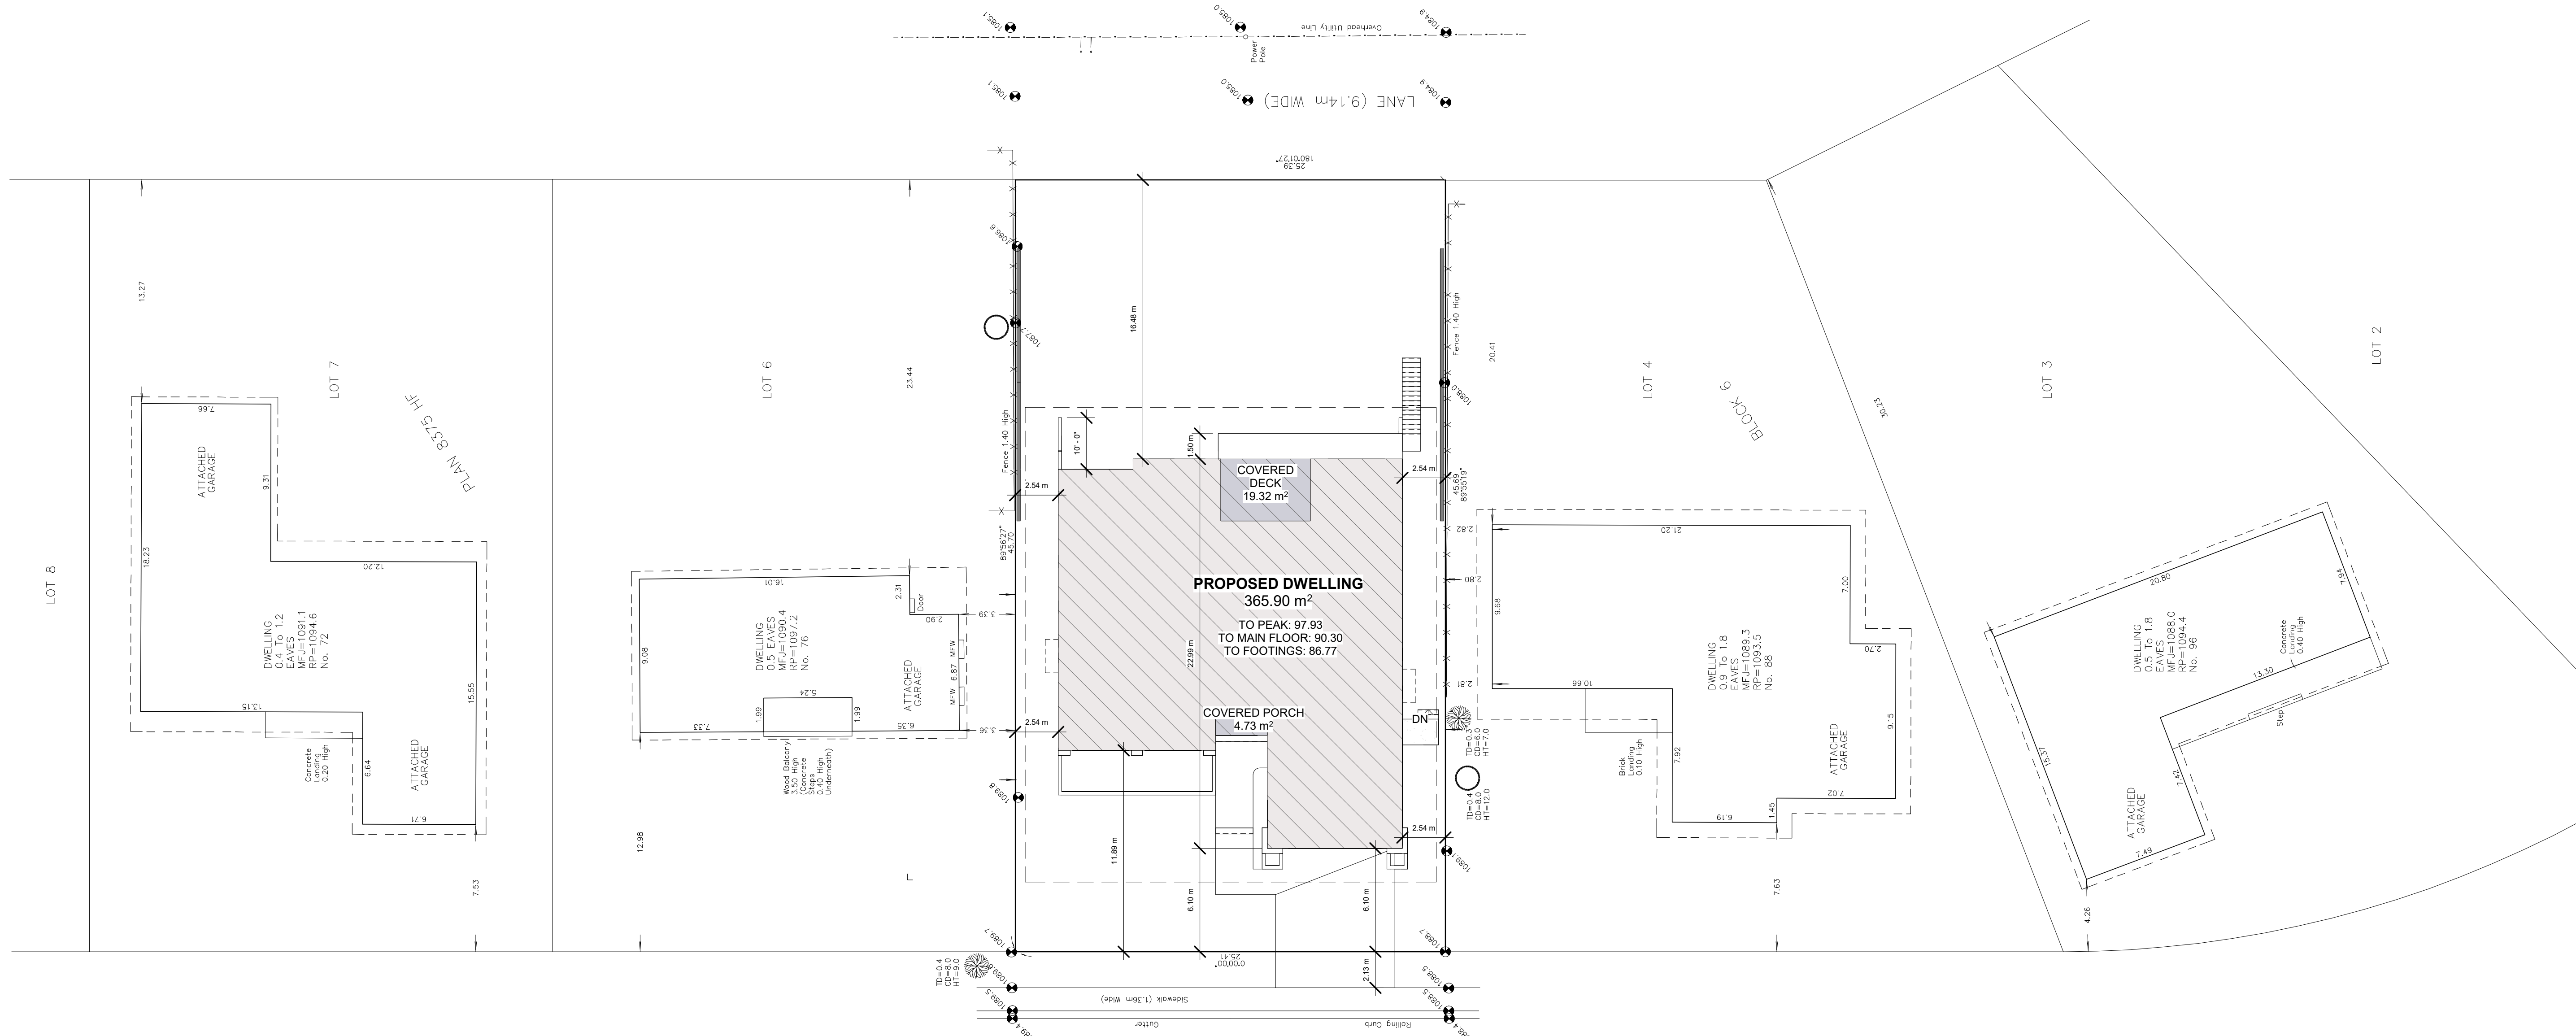 1085.1
1085.0
1084.9
Overhead Utility Line
Power
Pole
1085.1
1085.0
1084.9
LANE (9.14m WIDE)
25.39
180°01'27"
LOT 8
LOT 7
PLAN 8375 HF
13.27
7.66
ATTACHED
GARAGE
9.31
18.23
12.20
DWELLING
0.4 To 1.2
EAVES
MFJ=1091.1
RP=1094.6
No. 72
15.55
13.15
Concrete
Landing
0.20 High
6.64
ATTACHED
GARAGE
6.71
7.53
LOT 6
23.44
16.01
2.31
Door
2.90
9.08
DWELLING
0.5 EAVES
MFJ=1090.4
RP=1097.2
No. 76
MFW
6.87
MFW
ATTACHED
GARAGE
5.24
1.99
1.99
7.33
6.35
Wood Balcony
3.50 High
(Concrete
Steps
0.40 High
Underneath)
12.98
3.39
3.36
1086.6
1087.7
Fence 1.40 High
2.54 m
89°56'27"
45.70
2.54 m
1089.8
16.48 m
10' - 0"
1.50 m
COVERED
DECK
19.32 m²
PROPOSED DWELLING
365.90 m²
TO PEAK: 97.93
TO MAIN FLOOR: 90.30
TO FOOTINGS: 86.77
22.99 m
COVERED PORCH
4.73 m²
DN
11.89 m
6.10 m
6.10 m
2.13 m
2.54 m
45.69
89°55'19"
1088.0
Fence 1.40 High
20.41
2.82
2.80
2.81
TD=0.3
CD=6.0
HT=7.0
TD=0.4
CD=8.0
HT=12.0
2.54 m
1089.1
1089.7
1088.7
0°00'00"
25.41
TD=0.4
CD=8.0
HT=9.0
1089.6
1088.5
Sidewalk (1.36m Wide)
1089.5
1088.5
1089.4
1088.4
Gutter
Rolling Curb
LOT 4
BLOCK 6
21.20
9.68
7.00
2.70
DWELLING
0.9 To 1.8
EAVES
MFJ=1089.3
RP=1093.5
No. 88
10.66
Brick
Landing
0.10 High
7.92
ATTACHED
GARAGE
9.15
7.02
1.45
6.19
7.63
30.23
LOT 3
LOT 2
20.80
7.94
DWELLING
0.5 To 1.8
EAVES
MFJ=1088.0
RP=1094.4
No. 96
Concrete
Landing
0.40 High
13.30
Step
15.37
7.42
ATTACHED
GARAGE
7.49
4.26